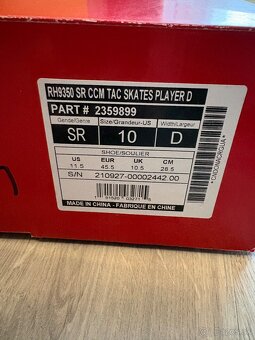 RH9350 SR CCM TAC SKATES PLAYER D
PART # 2359899
Genre/Genre Size/Grandeur-US Width/Largeur
SR 10 D
SHOE/SOULIER
US EUR UK CM
11.5 45.5 10.5 28.5
S/N 210927-00002442 00
MADE IN CHINA / FABRIQUÉ EN CHINE